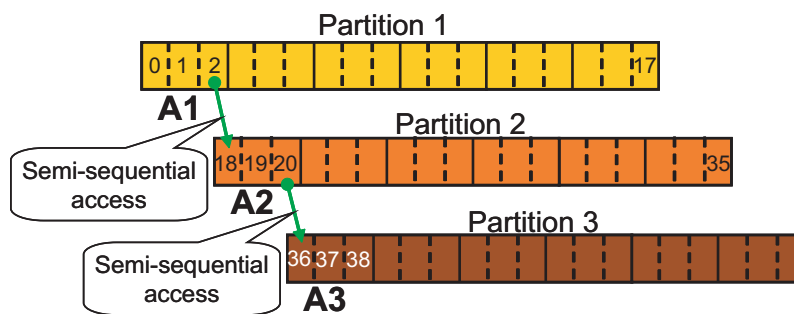 Partition 1
0 1 2 17
A1
Semi-sequential
access
Partition 2
18 19 20 35
A2
Semi-sequential
access
Partition 3
36 37 38
A3